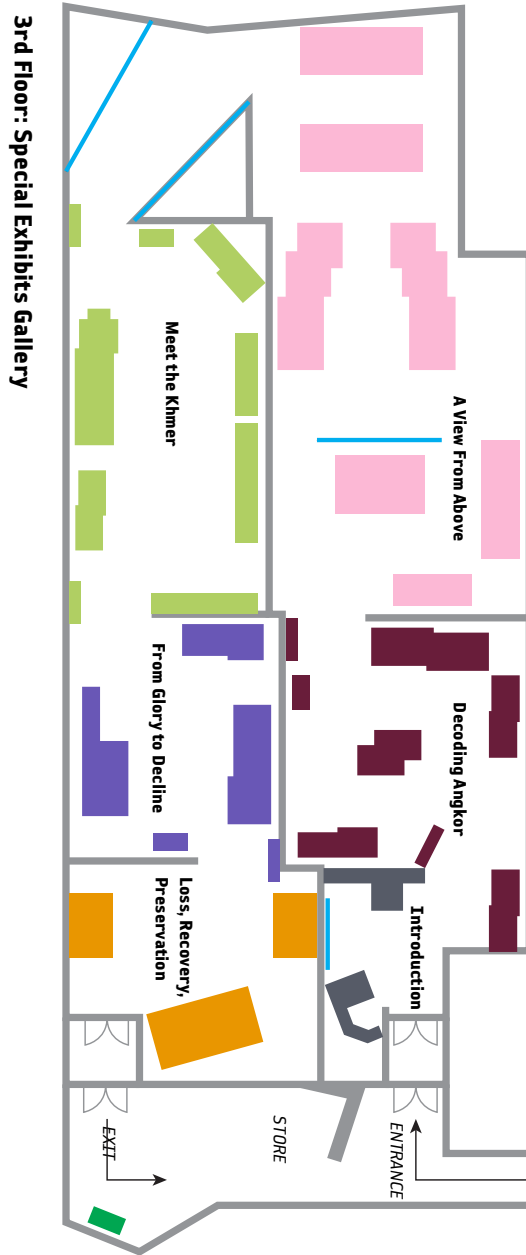 3rd Floor: Special Exhibits Gallery
A View From Above
Meet the Khmer
Decoding Angkor
From Glory to Decline
Introduction
Loss, Recovery,
Preservation
ENTRANCE
STORE
EXIT